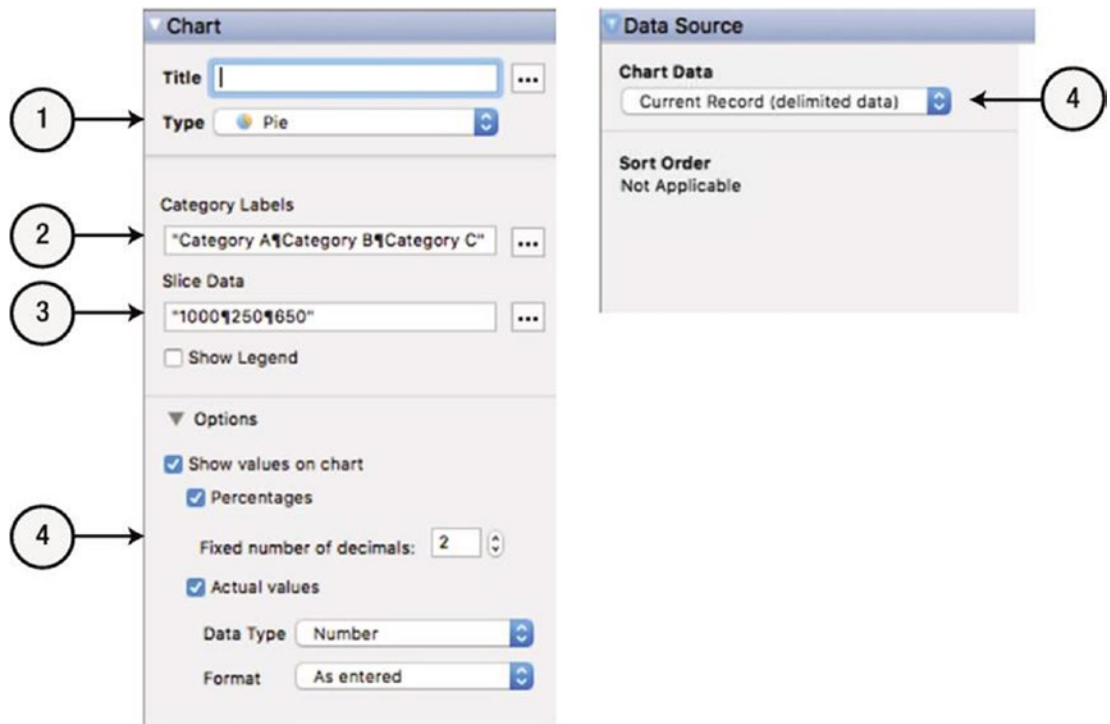 Chart
Title
...
1
Type Pie
Category Labels
2
"Category A¶Category B¶Category C"
...
Slice Data
3
"1000¶250¶650"
...
Show Legend
Options
Show values on chart
Percentages
4
Fixed number of decimals: 2
Actual values
Data Type Number
Format As entered
Data Source
Chart Data
Current Record (delimited data)
4
Sort Order
Not Applicable